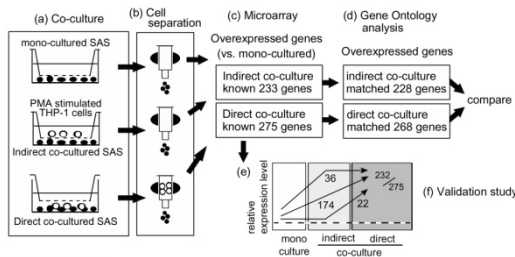 (a) Co-culture
mono-cultured SAS
PMA stimulated
THP-1 cells
Indirect co-cultured SAS
Direct co-cultured SAS
(b) Cell
separation
(c) Microarray
Overexpressed genes
(vs. mono-cultured)
Indirect co-culture
known 233 genes
Direct co-culture
known 275 genes
(d) Gene Ontology
analysis
Overexpressed genes
indirect co-culture
matched 228 genes
direct co-culture
matched 268 genes
compare
(e)
relative
expression level
36
174
22
232
275
mono
culture
indirect
direct
co-culture
(f) Validation study